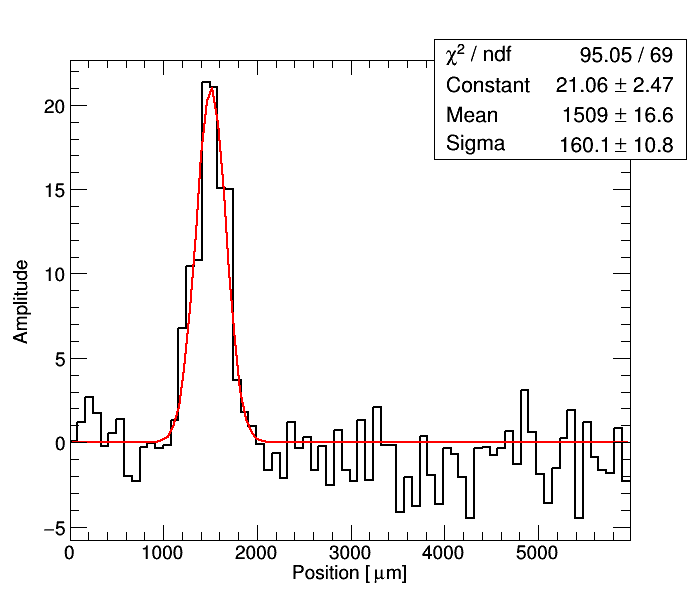 χ² / ndf 95.05 / 69
Constant 21.06 ± 2.47
Mean 1509 ± 16.6
Sigma 160.1 ± 10.8
20
15
10
5
0
−5
Amplitude
0 1000 2000 3000 4000 5000
Position [ μm]